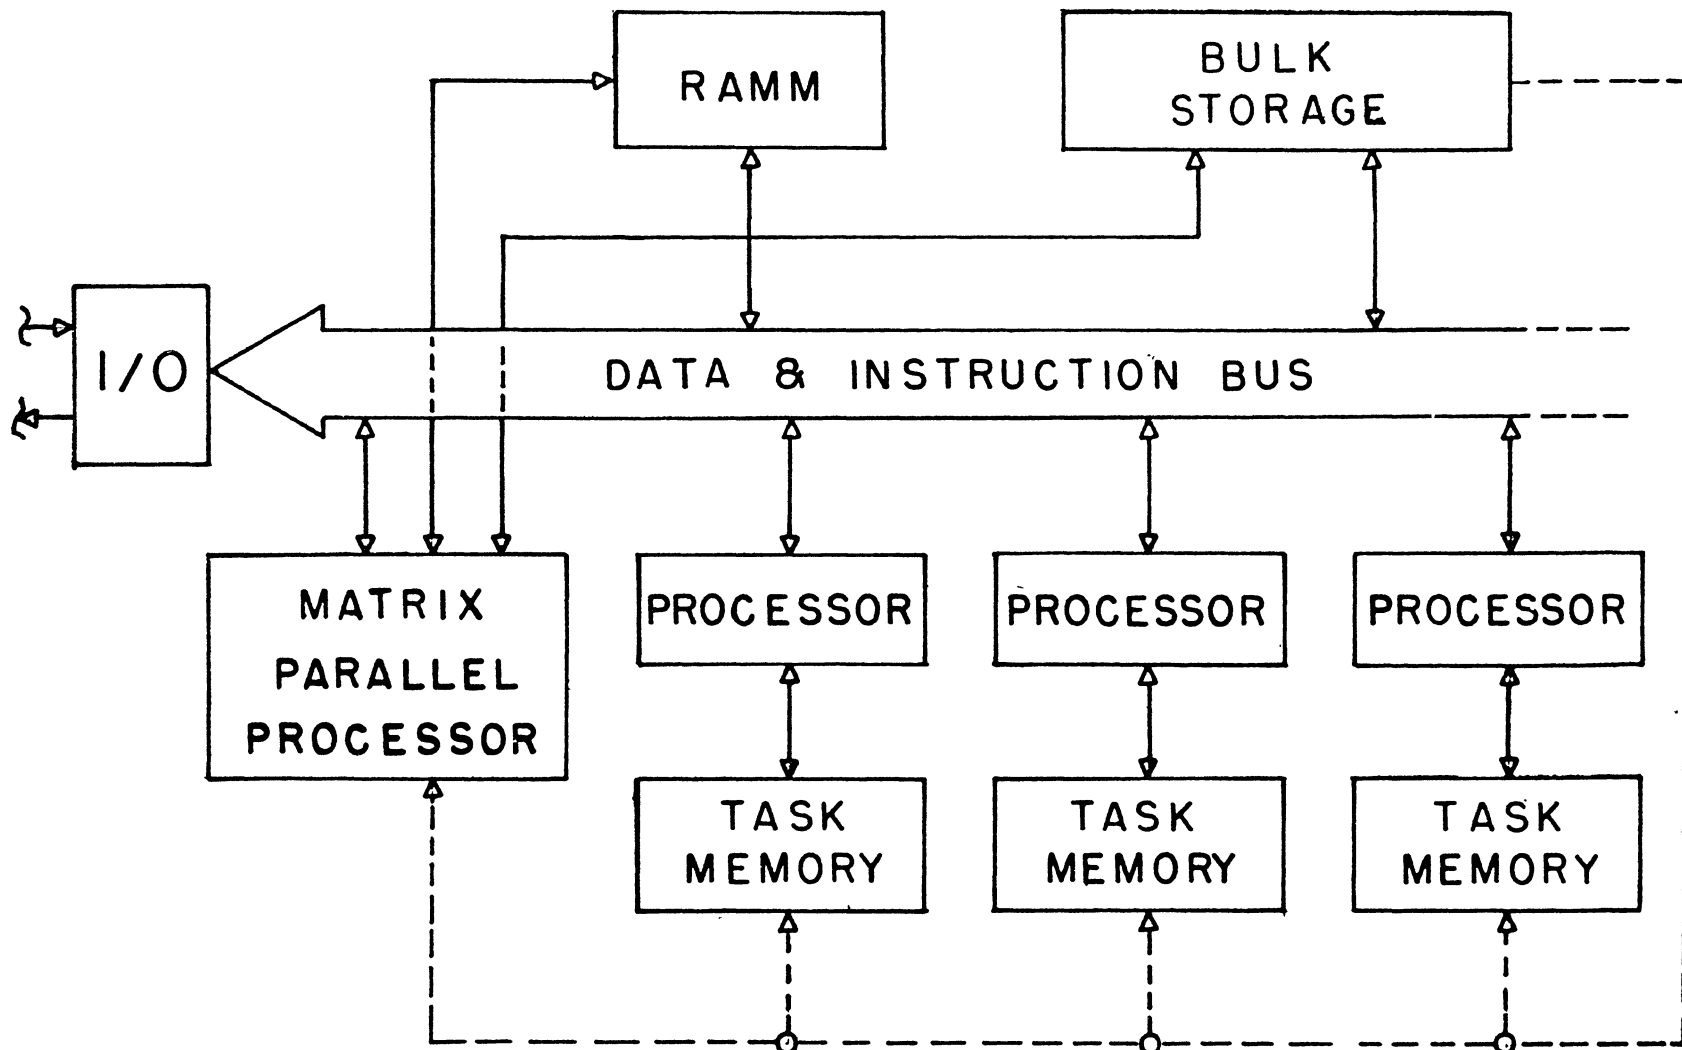 RAMM
BULK
STORAGE
I/O
DATA & INSTRUCTION BUS
MATRIX
PARALLEL
PROCESSOR
PROCESSOR
PROCESSOR
PROCESSOR
TASK
MEMORY
TASK
MEMORY
TASK
MEMORY